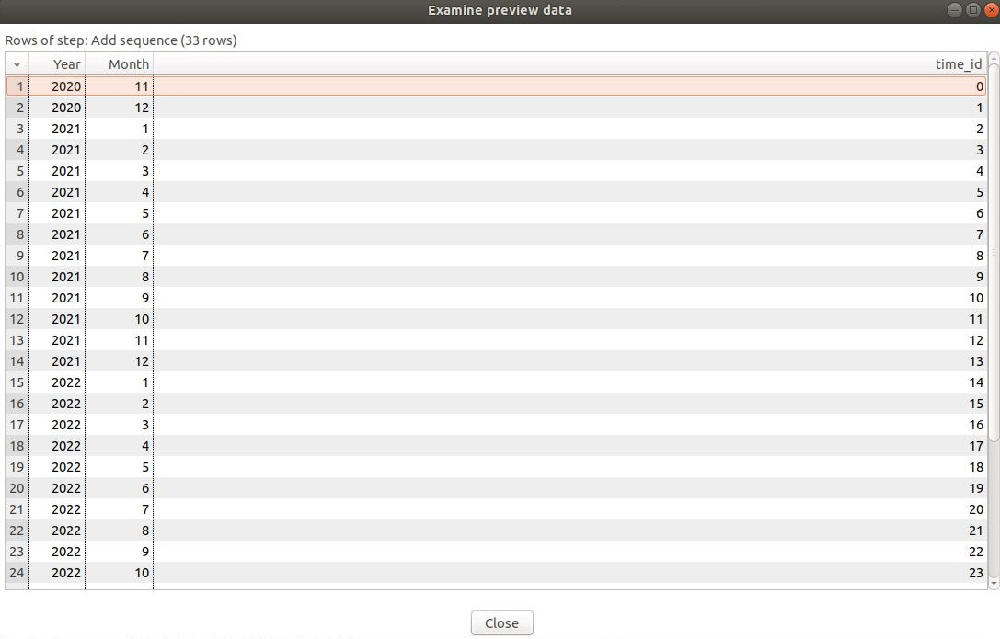 Examine preview data
Rows of step: Add sequence (33 rows)
Year Month time_id
1 2020 11 0
2 2020 12 1
3 2021 1 2
4 2021 2 3
5 2021 3 4
6 2021 4 5
7 2021 5 6
8 2021 6 7
9 2021 7 8
10 2021 8 9
11 2021 9 10
12 2021 10 11
13 2021 11 12
14 2021 12 13
15 2022 1 14
16 2022 2 15
17 2022 3 16
18 2022 4 17
19 2022 5 18
20 2022 6 19
21 2022 7 20
22 2022 8 21
23 2022 9 22
24 2022 10 23
Close